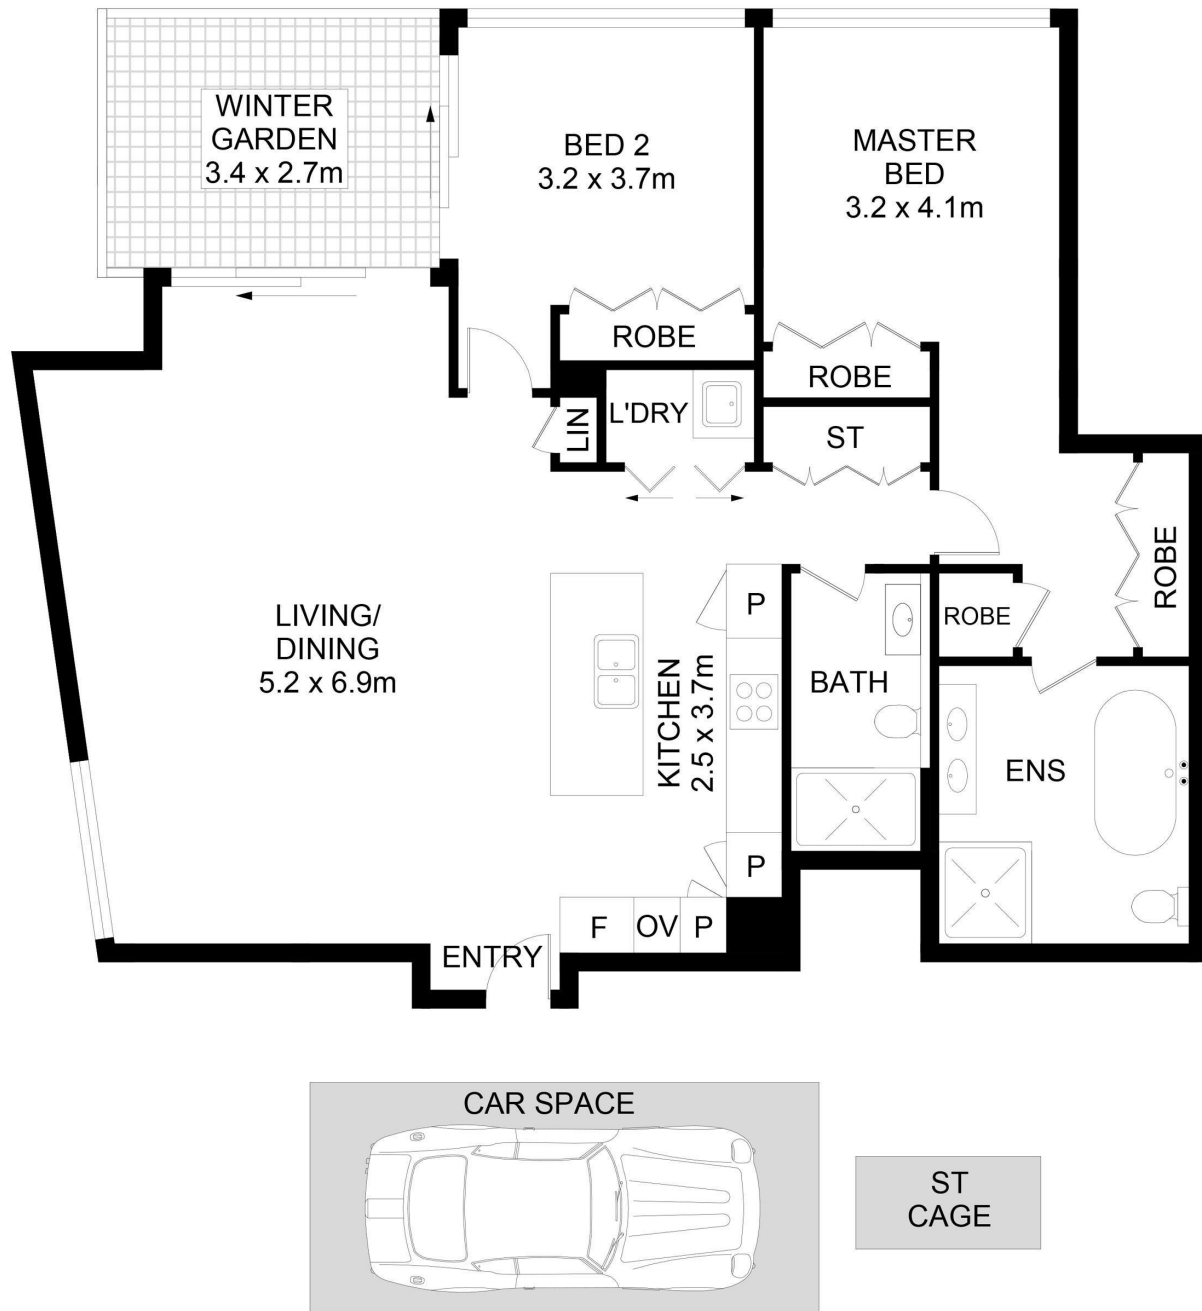 WINTER
GARDEN
3.4 x 2.7m
BED 2
3.2 x 3.7m
MASTER
BED
3.2 x 4.1m
ROBE
ROBE
L'DRY
LIN
ST
ROBE
ROBE
LIVING/
DINING
5.2 x 6.9m
P
KITCHEN
2.5 x 3.7m
BATH
ENS
P
F
OV
P
ENTRY
CAR SPACE
ST
CAGE